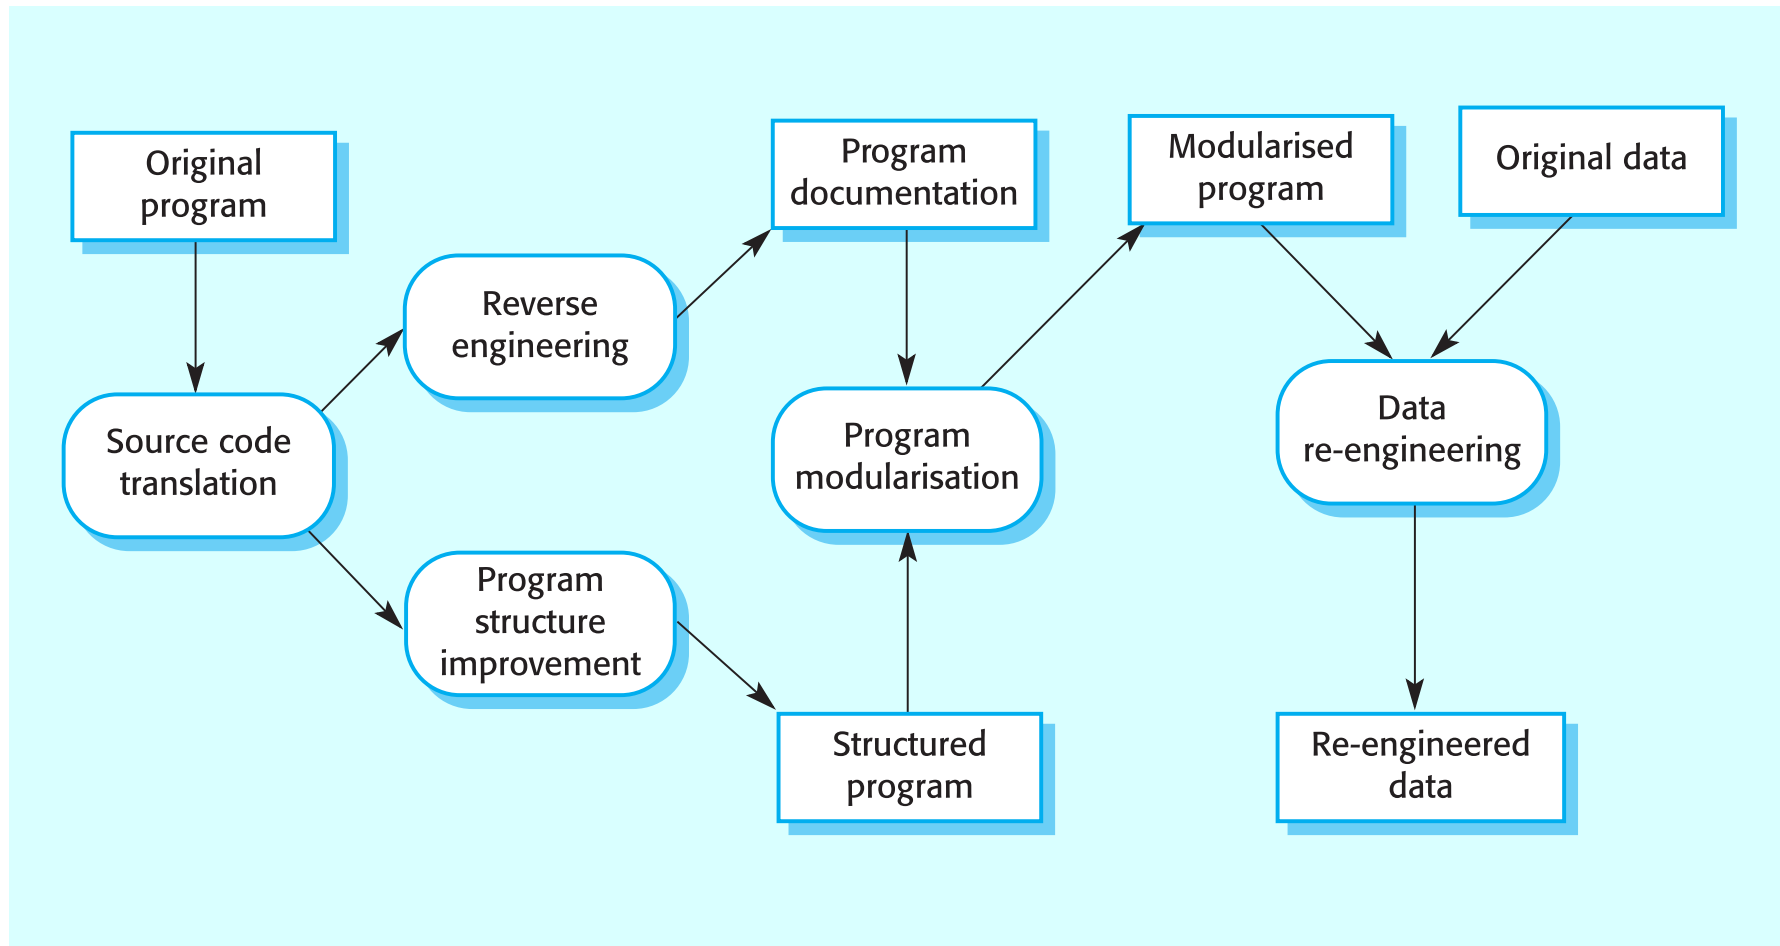 Original
program
Source code
translation
Reverse
engineering
Program
structure
improvement
Program
documentation
Program
modularisation
Structured
program
Modularised
program
Original data
Data
re-engineering
Re-engineered
data